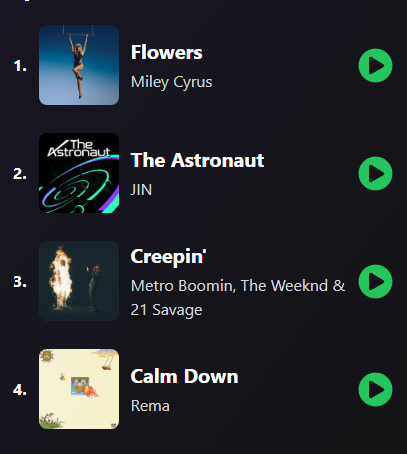 1.
Flowers
Miley Cyrus
2.
The Astronaut
The Astronaut
JIN
3.
Creepin'
Metro Boomin, The Weeknd &
21 Savage
4.
Calm Down
Rema